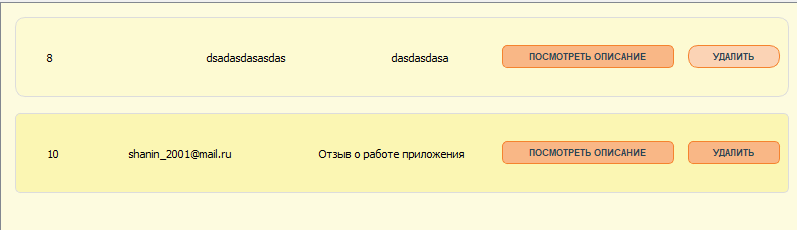 8 dsadasdasasdas dasdasdasa ПОСМОТРЕТЬ ОПИСАНИЕ УДАЛИТЬ
10 shanin_2001@mail.ru Отзыв о работе приложения ПОСМОТРЕТЬ ОПИСАНИЕ УДАЛИТЬ